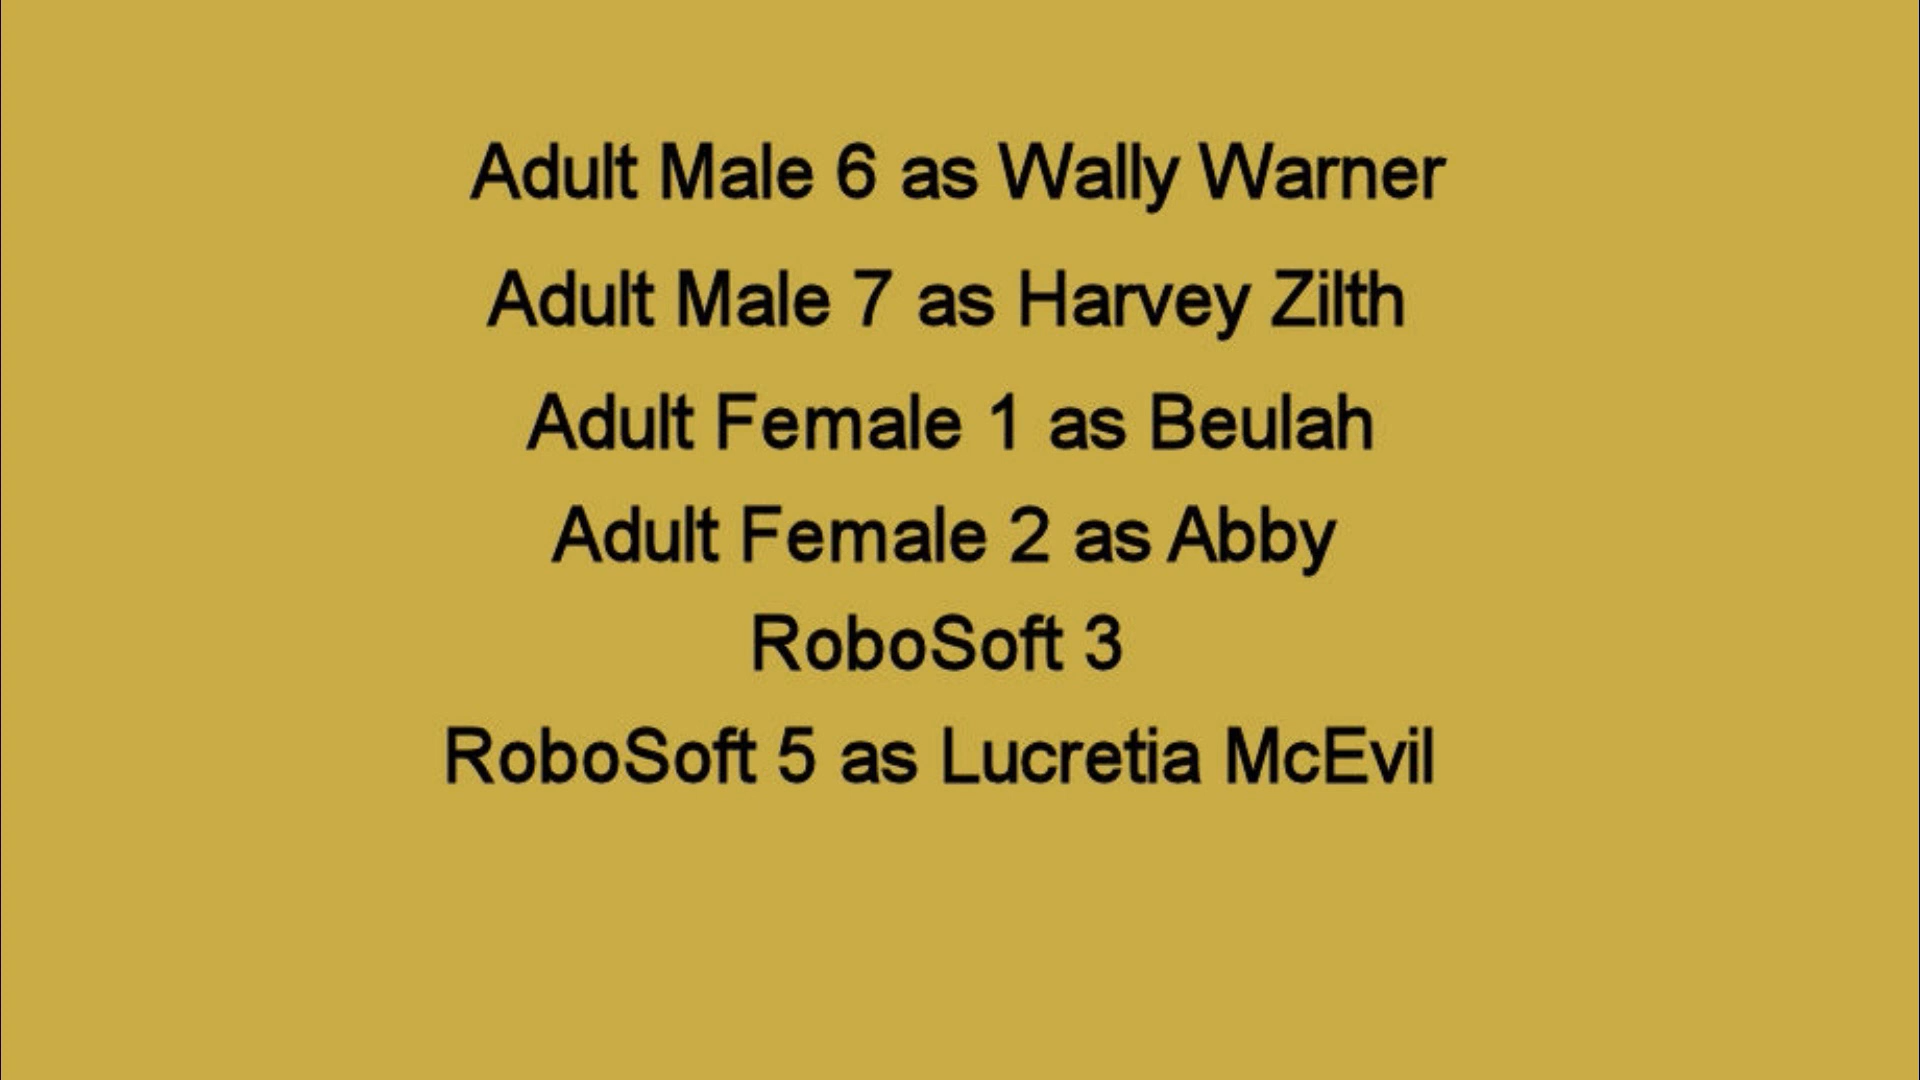 Adult Male 6 as Wally Warner
Adult Male 7 as Harvey Zilth
Adult Female 1 as Beulah
Adult Female 2 as Abby
RoboSoft 3
RoboSoft 5 as Lucretia McEvil